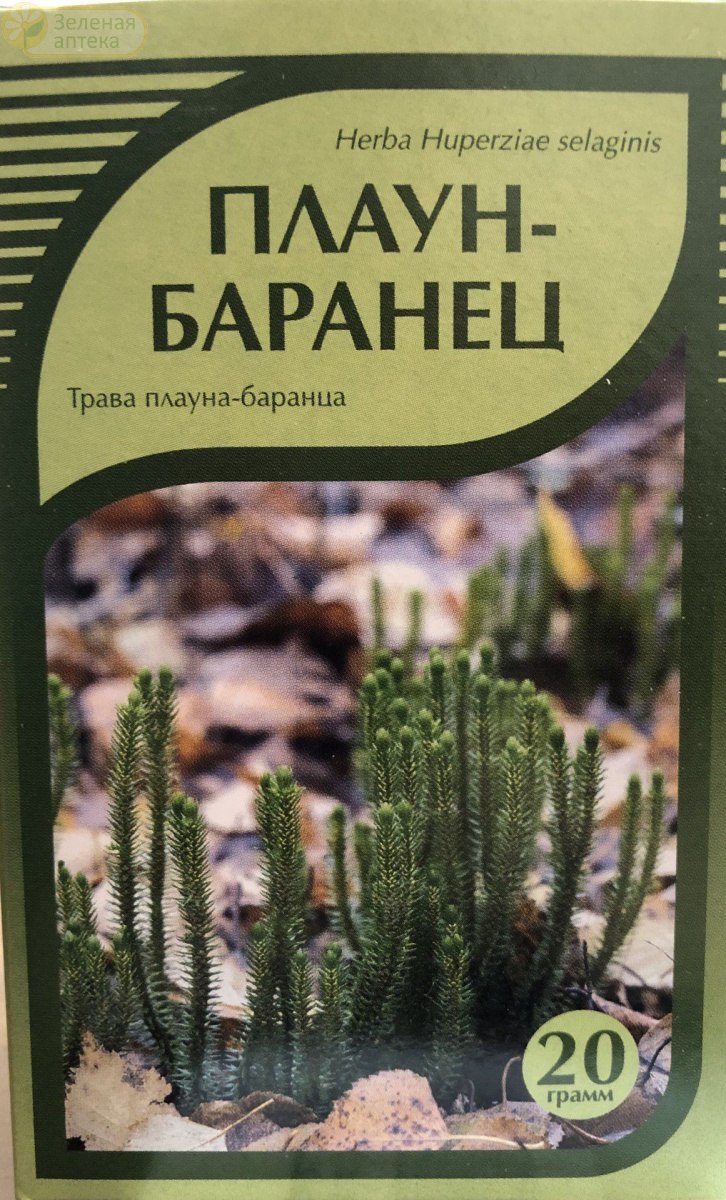 Зеленая
аптека
Herba Huperziae selaginis
ПЛАУН-
БАРАНЕЦ
Трава плауна-баранца
20
грамм